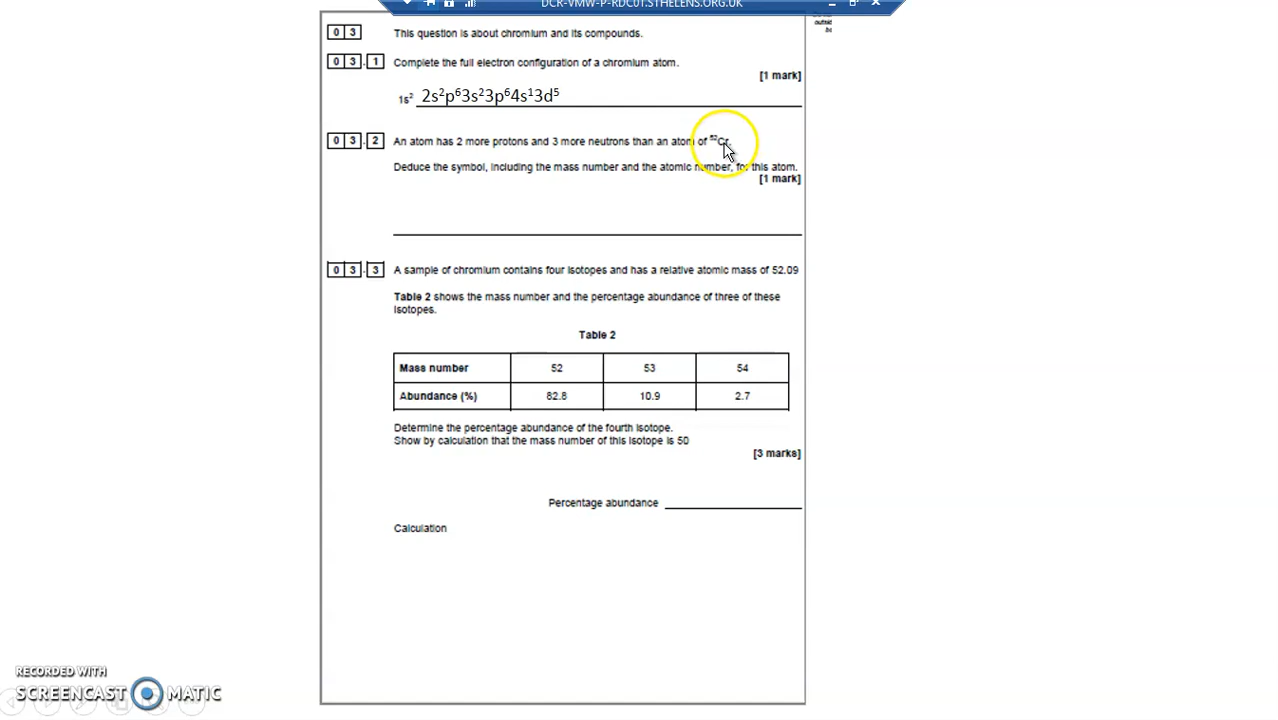 DCR-VMW-P-RDC01.STHELENS.ORG.UK
outsid
0 3 This question is about chromium and its compounds.
0 3 . 1 Complete the full electron configuration of a chromium atom.
[1 mark]
1s² 2s²p⁶3s²3p⁶4s¹3d⁵
0 3 . 2 An atom has 2 more protons and 3 more neutrons than an atom of ⁵²Cr.
Deduce the symbol, including the mass number and the atomic number, for this atom.
[1 mark]
0 3 . 3 A sample of chromium contains four isotopes and has a relative atomic mass of 52.09
Table 2 shows the mass number and the percentage abundance of three of these
isotopes.
Table 2
Mass number 52 53 54
Abundance (%) 82.8 10.9 2.7
Determine the percentage abundance of the fourth isotope.
Show by calculation that the mass number of this isotope is 50
[3 marks]
Percentage abundance
Calculation
RECORDED WITH
SCREENCAST MATIC